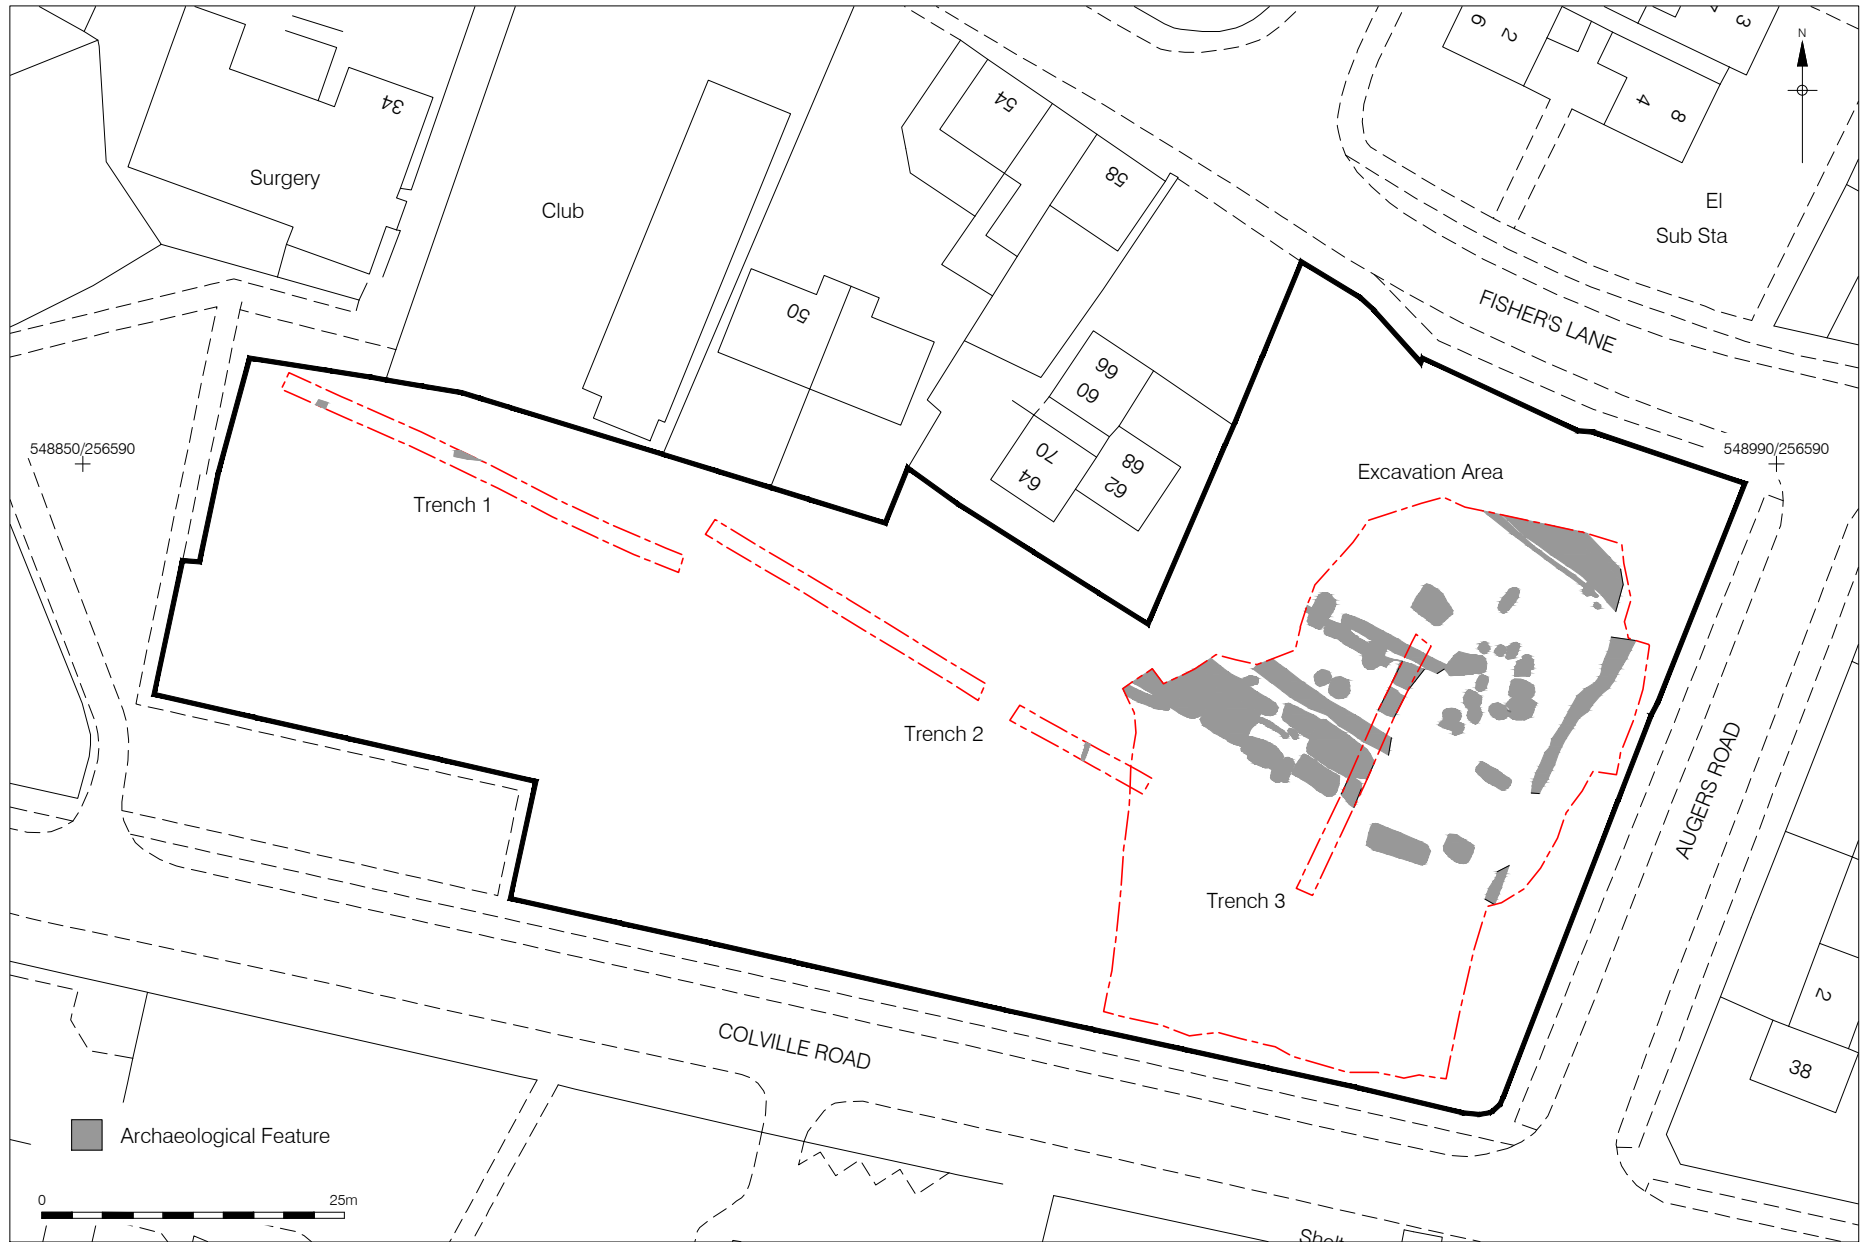 3
6
2
N
34
54
4
8
Surgery
58
El
Club
Sub Sta
50
FISHER'S LANE
66
60
548850/256590
548990/256590
70
68
Excavation Area
64
62
Trench 1
Trench 2
AUGERS ROAD
Trench 3
2
COLVILLE ROAD
38
Archaeological Feature
0
25m